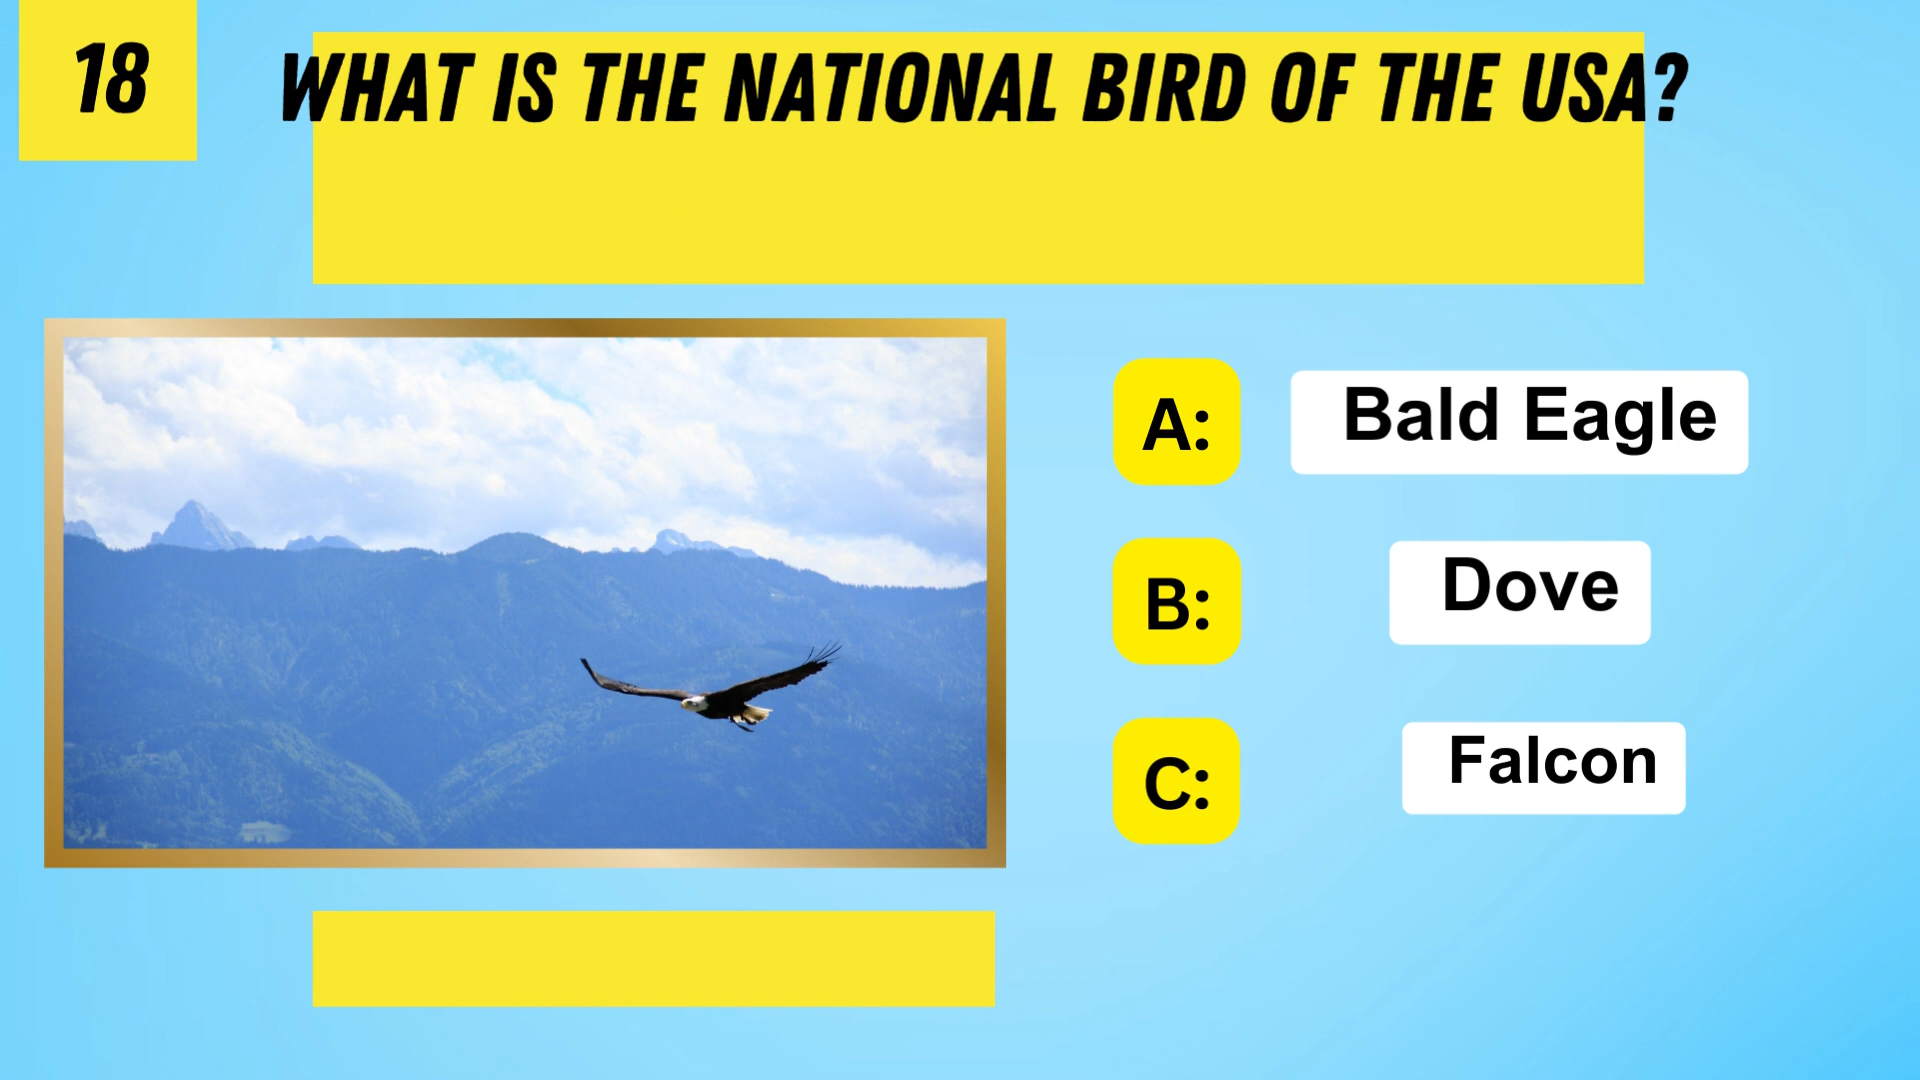 18
WHAT IS THE NATIONAL BIRD OF THE USA?
A: Bald Eagle
B: Dove
C: Falcon